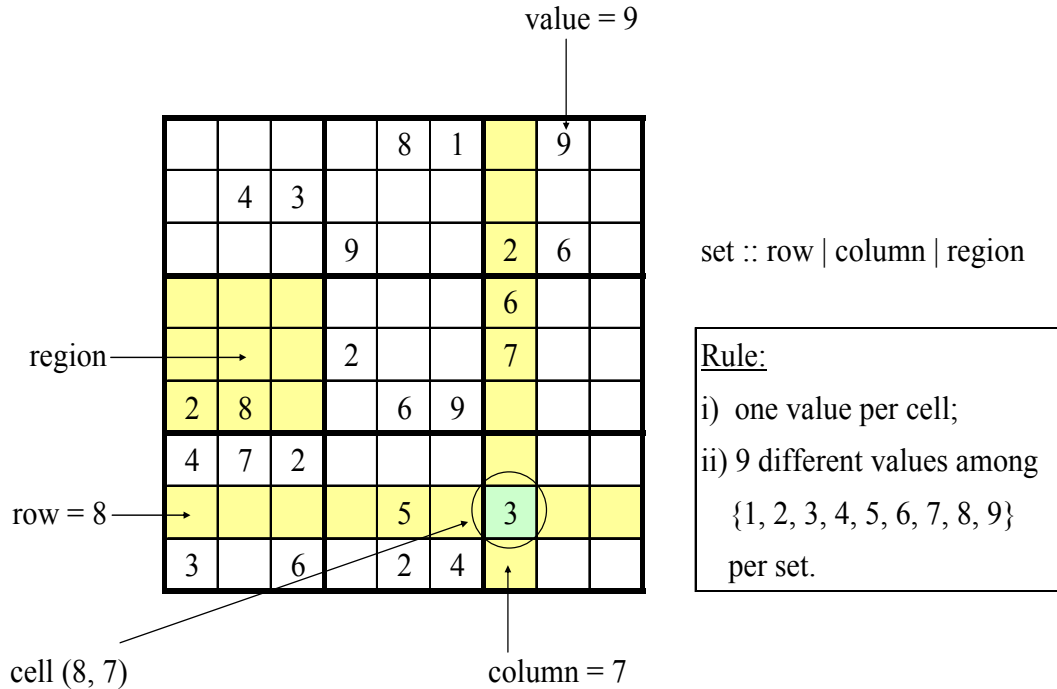 value = 9
8 1 9
4 3
9 2 6
set :: row | column | region
6
region
2 7
Rule:
2 8 6 9
i) one value per cell;
4 7 2
ii) 9 different values among
row = 8
5 3
{1, 2, 3, 4, 5, 6, 7, 8, 9}
3 6 2 4
per set.
cell (8, 7)
column = 7